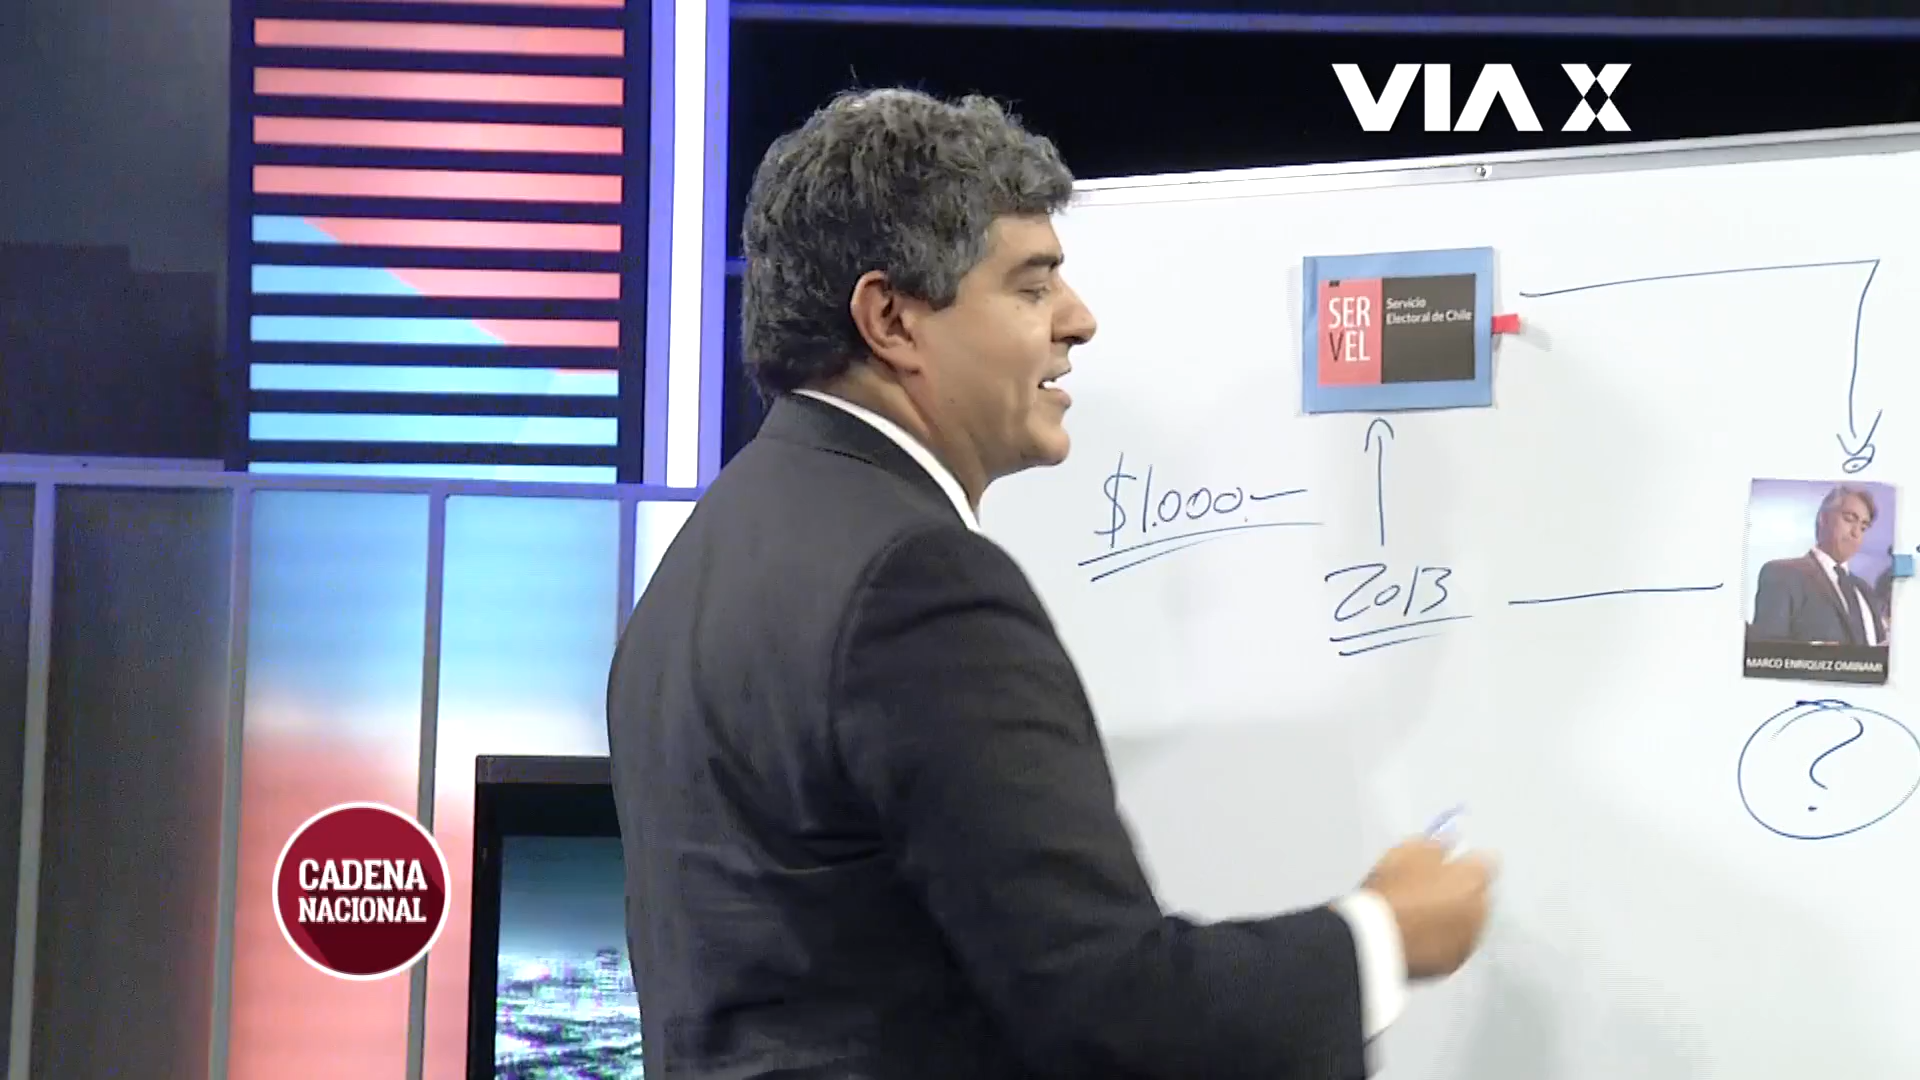 VIA X
SER
VEL
Servicio
Electoral de Chile
$1.000.-
2013
MARCO ENRIQUEZ OMINAMI
?
CADENA
NACIONAL